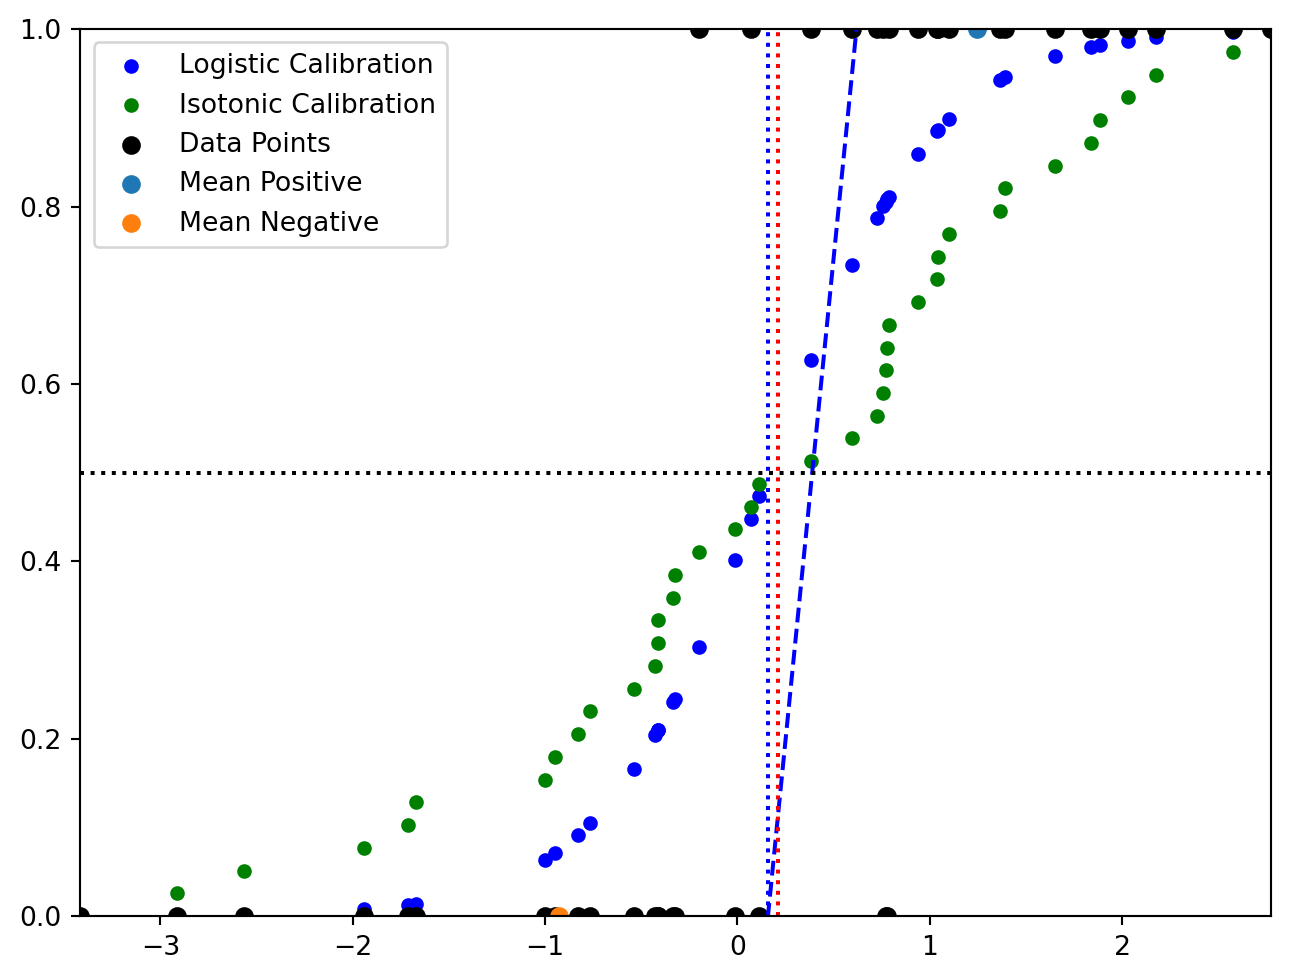 1.0
Logistic Calibration
Isotonic Calibration
Data Points
Mean Positive
Mean Negative
0.8
0.6
0.4
0.2
0.0
−3 −2 −1 0 1 2